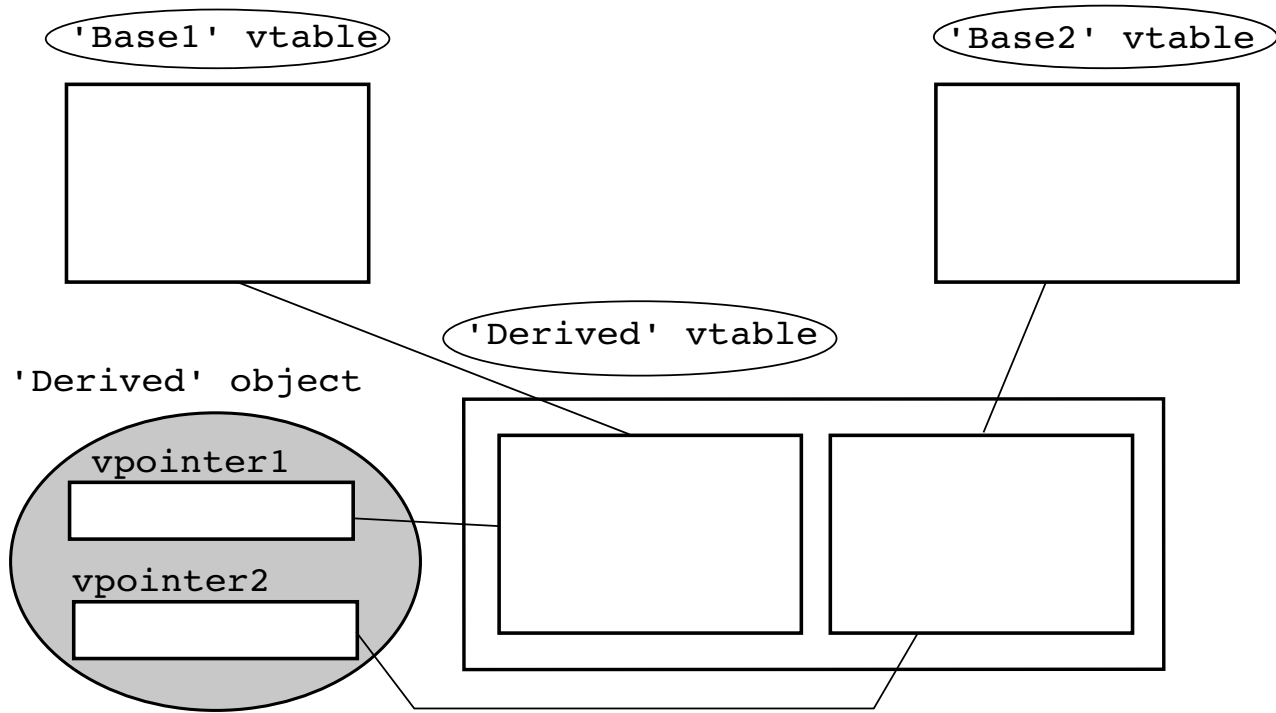 'Base1' vtable
'Base2' vtable
'Derived' vtable
'Derived' object
vpointer1
vpointer2